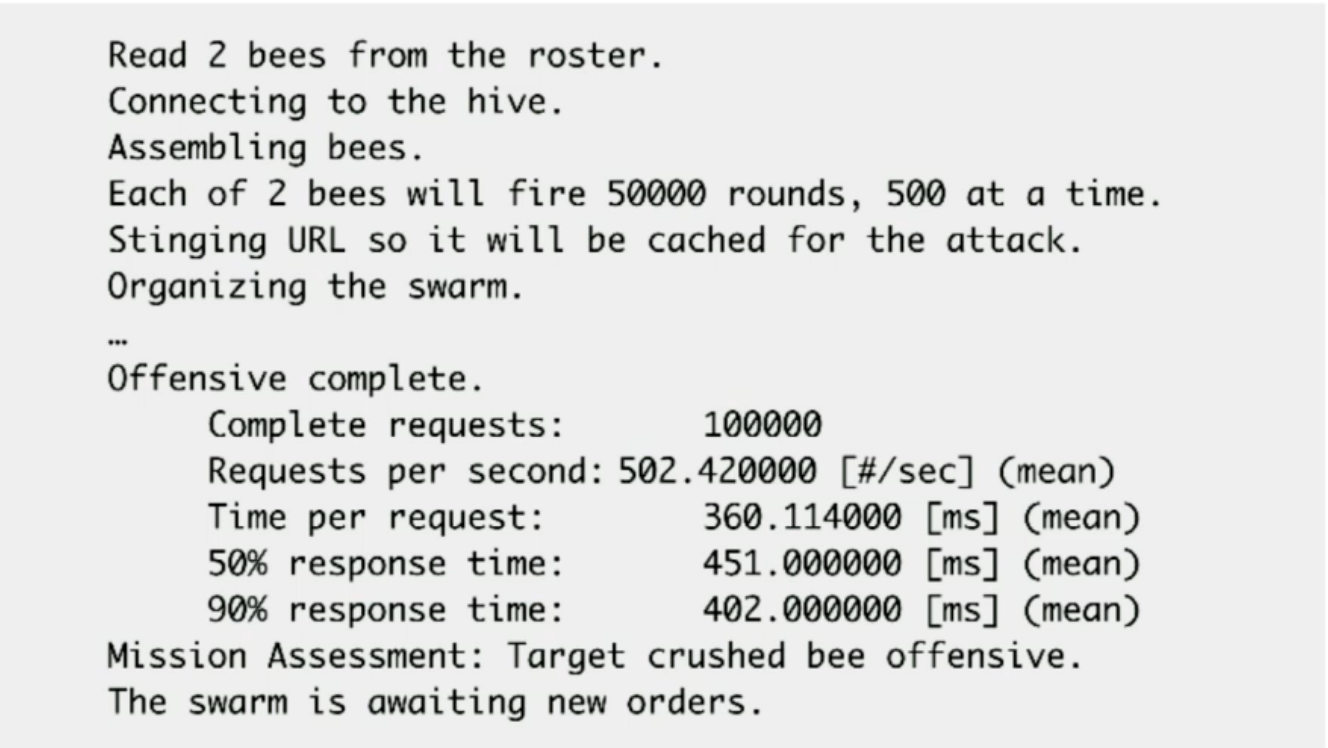 Read 2 bees from the roster.
Connecting to the hive.
Assembling bees.
Each of 2 bees will fire 50000 rounds, 500 at a time.
Stinging URL so it will be cached for the attack.
Organizing the swarm.
…
Offensive complete.
Complete requests: 100000
Requests per second: 502.420000 [#/sec] (mean)
Time per request: 360.114000 [ms] (mean)
50% response time: 451.000000 [ms] (mean)
90% response time: 402.000000 [ms] (mean)
Mission Assessment: Target crushed bee offensive.
The swarm is awaiting new orders.